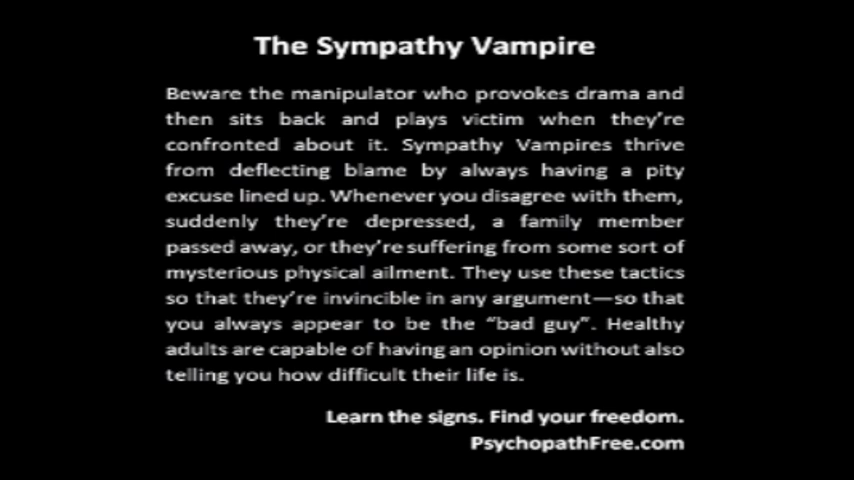 The Sympathy Vampire
Beware the manipulator who provokes drama and
then sits back and plays victim when they’re
confronted about it. Sympathy Vampires thrive
from deflecting blame by always having a pity
excuse lined up. Whenever you disagree with them,
suddenly they’re depressed, a family member
passed away, or they’re suffering from some sort of
mysterious physical ailment. They use these tactics
so that they’re invincible in any argument—so that
you always appear to be the “bad guy”. Healthy
adults are capable of having an opinion without also
telling you how difficult their life is.
Learn the signs. Find your freedom.
PsychopathFree.com